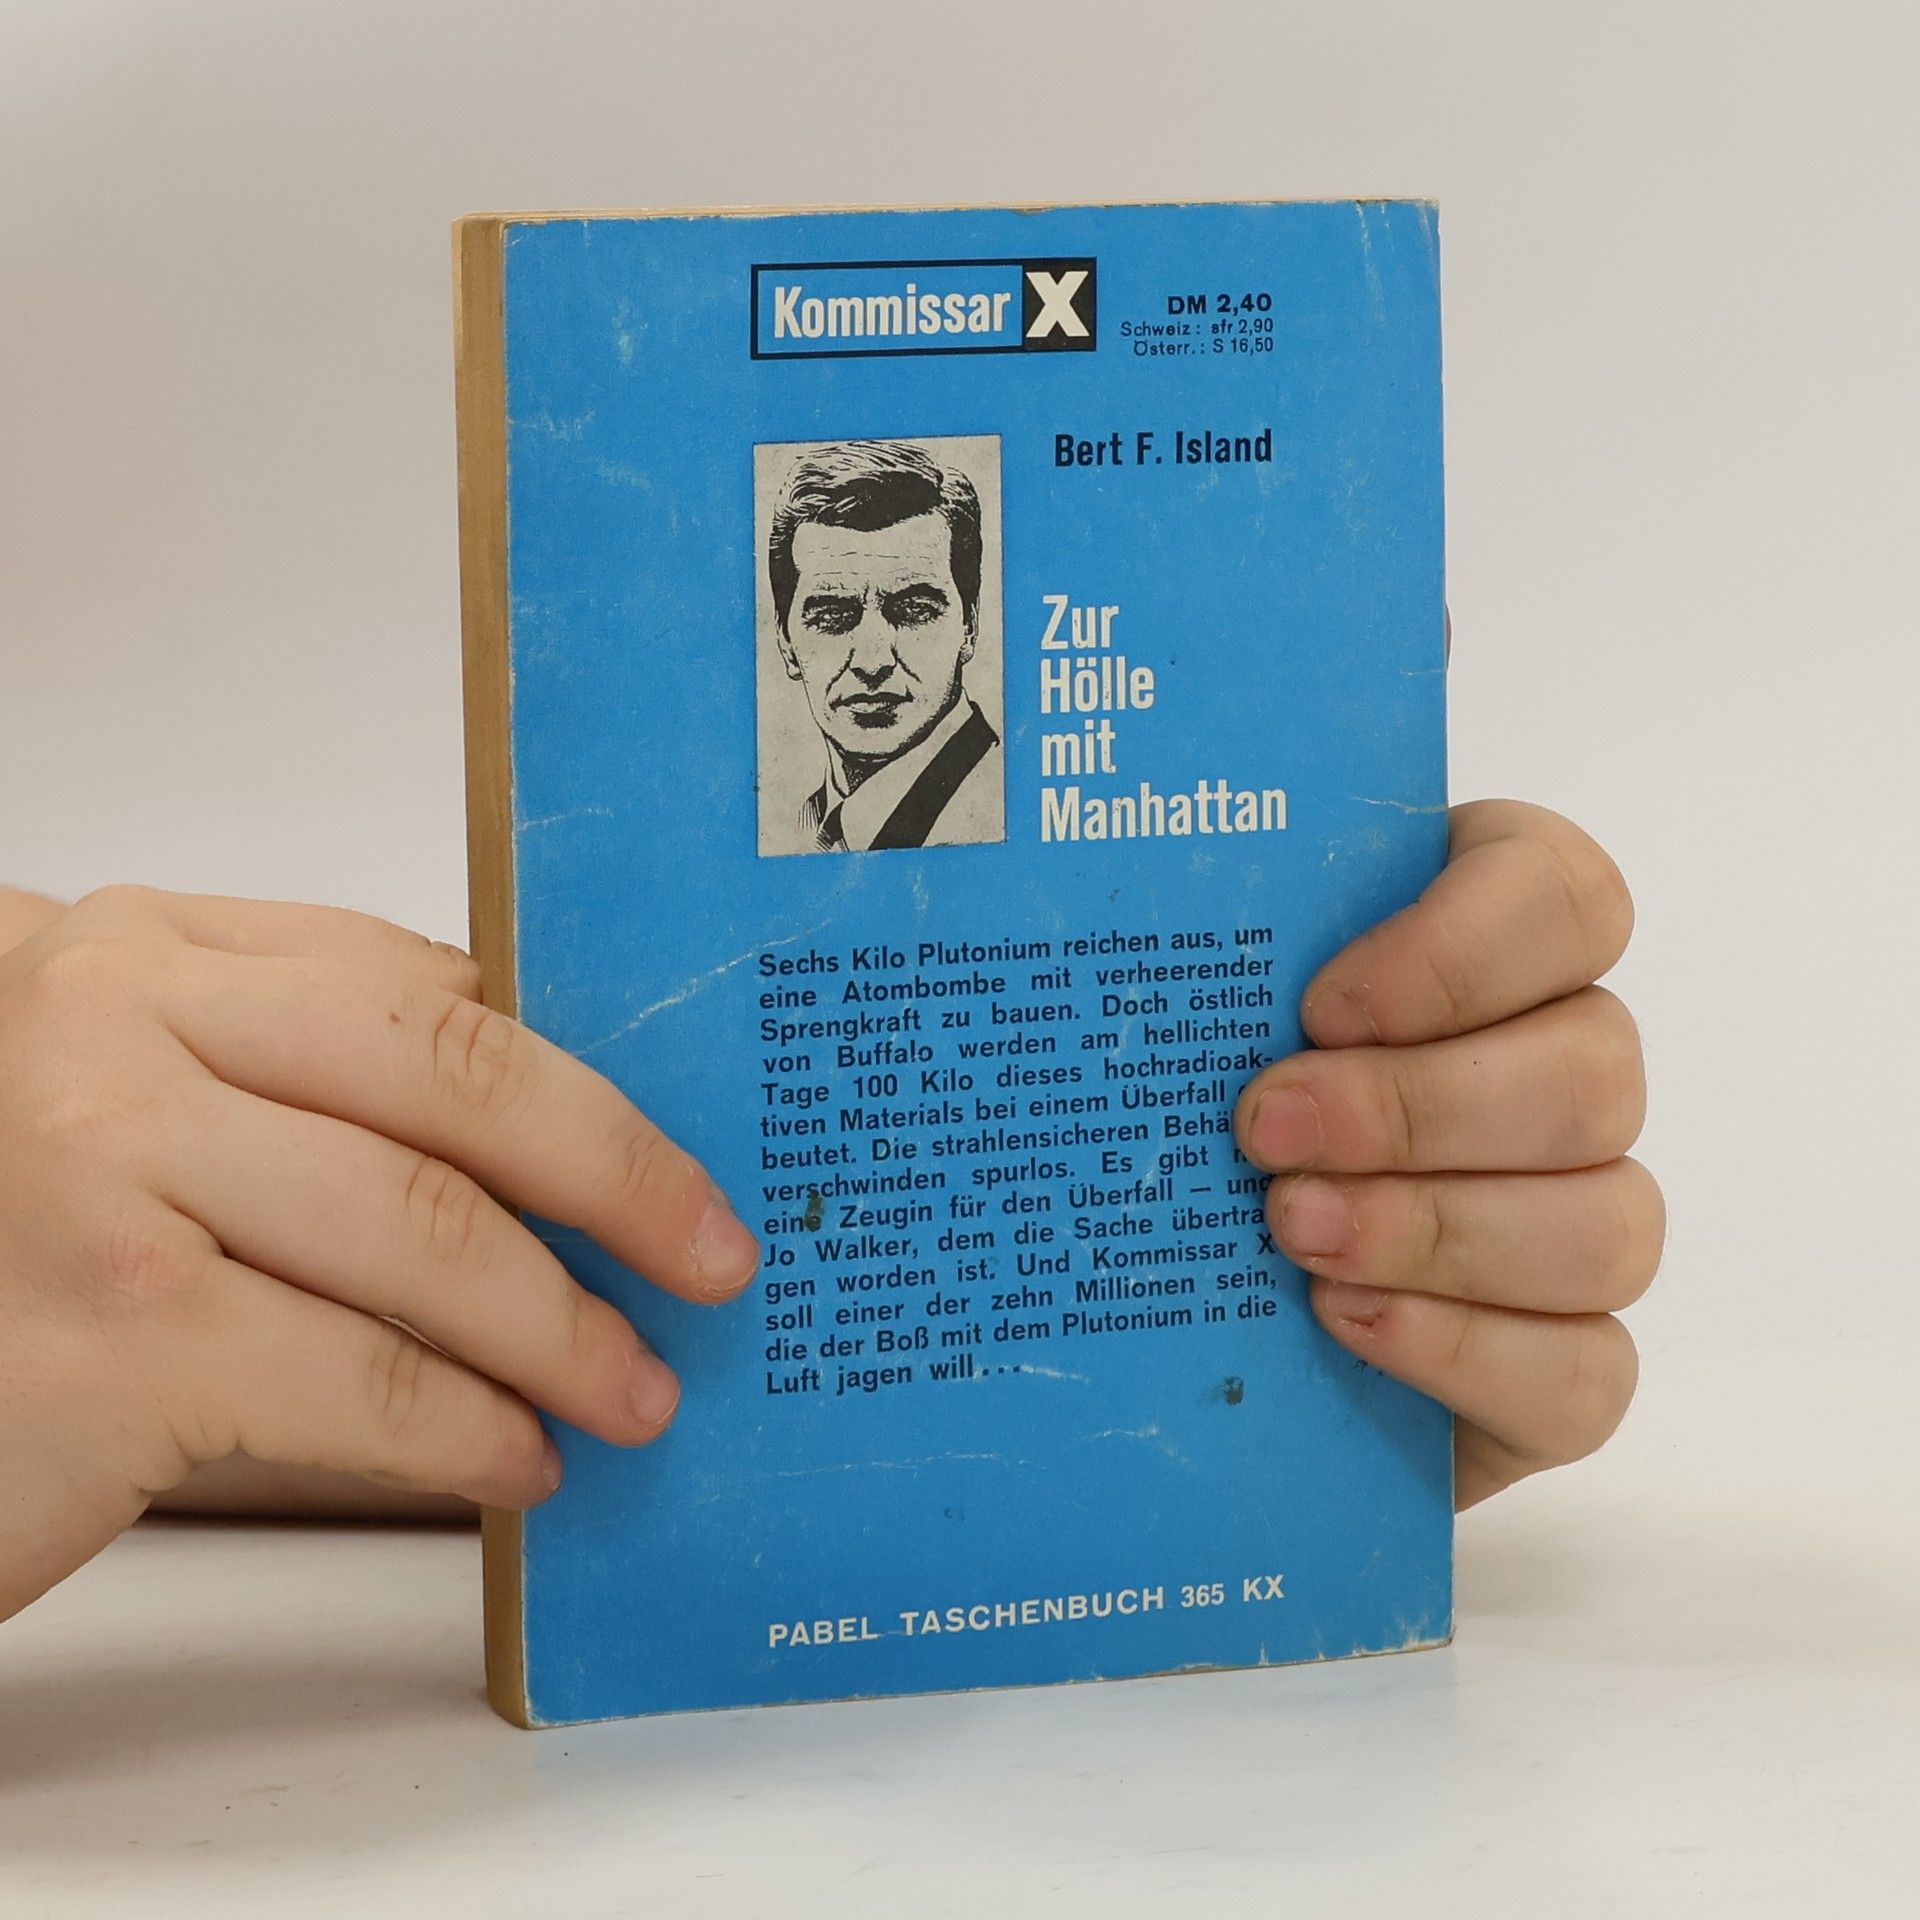 Kommissar X
DM 2,40
Schweiz: sfr 2,90
Österr.: S 16,50
Bert F. Island
Zur
Hölle
mit
Manhattan
Sechs Kilo Plutonium reichen aus, um
eine Atombombe mit verheerender
Sprengkraft zu bauen. Doch östlich
von Buffalo werden am hellichten
Tage 100 Kilo dieses hochradioak-
tiven Materials bei einem Überfall
beutet. Die strahlensicheren Behä
verschwinden spurlos. Es gibt
eine Zeugin für den Überfall — und
Jo Walker, dem die Sache übertra
gen worden ist. Und Kommissar X
soll einer der zehn Millionen sein,
die der Boß mit dem Plutonium in die
Luft jagen will...
PABEL TASCHENBUCH 365 KX